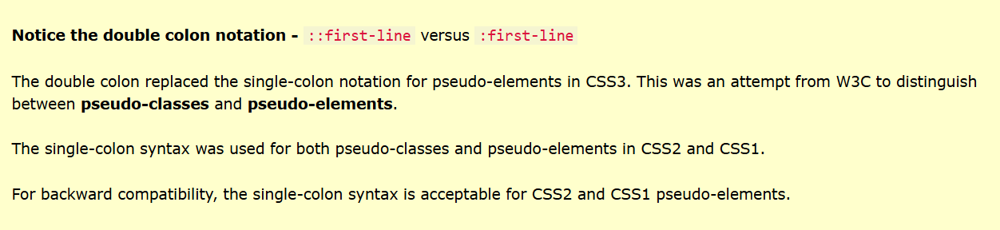 Notice the double colon notation - ::first-line versus :first-line
The double colon replaced the single-colon notation for pseudo-elements in CSS3. This was an attempt from W3C to distinguish
between pseudo-classes and pseudo-elements.
The single-colon syntax was used for both pseudo-classes and pseudo-elements in CSS2 and CSS1.
For backward compatibility, the single-colon syntax is acceptable for CSS2 and CSS1 pseudo-elements.